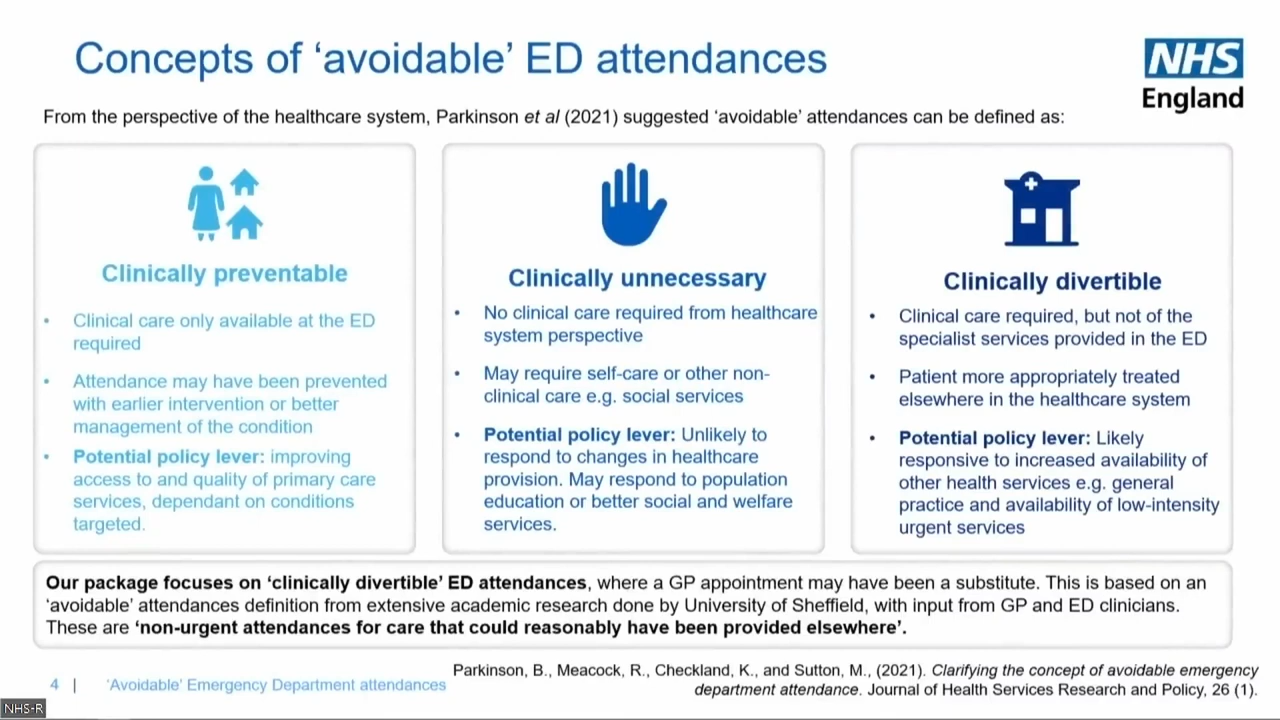 Concepts of ‘avoidable’ ED attendances
NHS
England
From the perspective of the healthcare system, Parkinson et al (2021) suggested ‘avoidable’ attendances can be defined as:
Clinically preventable
• Clinical care only available at the ED
required
• Attendance may have been prevented
with earlier intervention or better
management of the condition
• Potential policy lever: improving
access to and quality of primary care
services, dependant on conditions
targeted.
Clinically unnecessary
• No clinical care required from healthcare
system perspective
• May require self-care or other non-
clinical care e.g. social services
• Potential policy lever: Unlikely to
respond to changes in healthcare
provision. May respond to population
education or better social and welfare
services.
Clinically divertible
• Clinical care required, but not of the
specialist services provided in the ED
• Patient more appropriately treated
elsewhere in the healthcare system
• Potential policy lever: Likely
responsive to increased availability of
other health services e.g. general
practice and availability of low-intensity
urgent services
Our package focuses on ‘clinically divertible’ ED attendances, where a GP appointment may have been a substitute. This is based on an
‘avoidable’ attendances definition from extensive academic research done by University of Sheffield, with input from GP and ED clinicians.
These are ‘non-urgent attendances for care that could reasonably have been provided elsewhere’.
4 | ‘Avoidable’ Emergency Department attendances
Parkinson, B., Meacock, R., Checkland, K., and Sutton, M., (2021). Clarifying the concept of avoidable emergency
department attendance. Journal of Health Services Research and Policy, 26 (1).
NHS-R